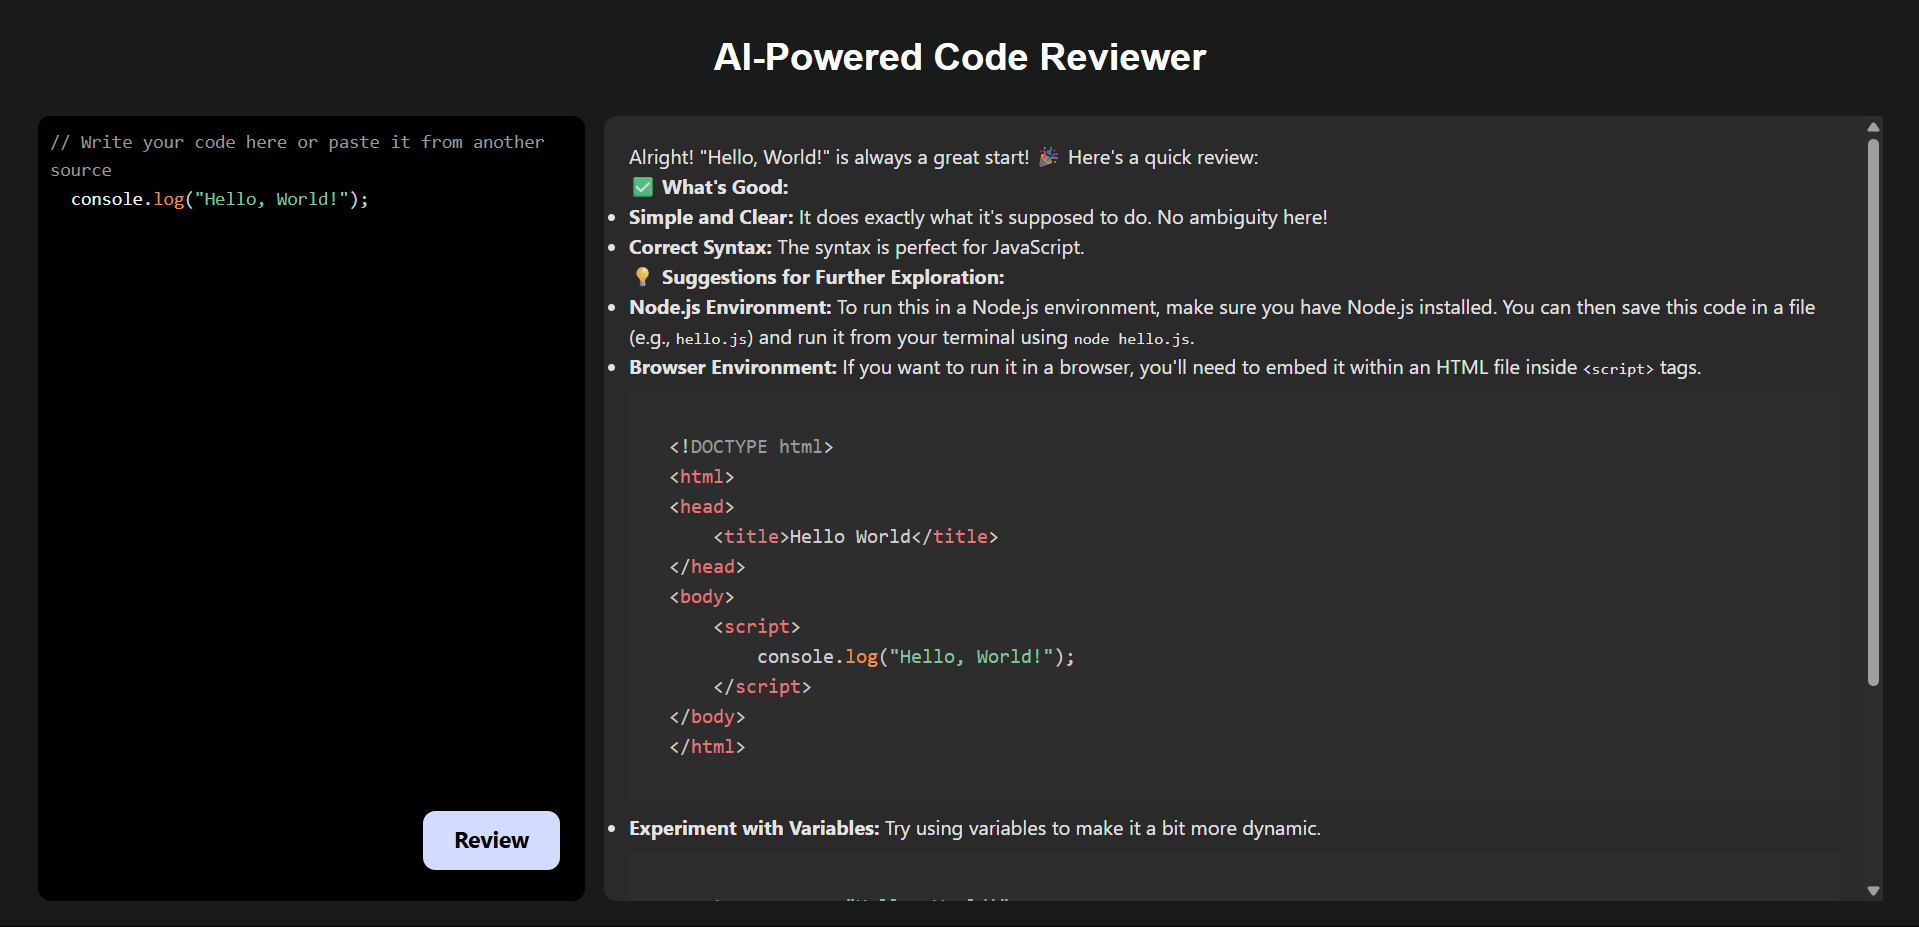 AI-Powered Code Reviewer
// Write your code here or paste it from another
source
console.log("Hello, World!");
Review
Alright! "Hello, World!" is always a great start! 🎉 Here's a quick review:
✅ What's Good:
• Simple and Clear: It does exactly what it's supposed to do. No ambiguity here!
• Correct Syntax: The syntax is perfect for JavaScript.
💡 Suggestions for Further Exploration:
• Node.js Environment: To run this in a Node.js environment, make sure you have Node.js installed. You can then save this code in a file
(e.g., hello.js) and run it from your terminal using node hello.js.
• Browser Environment: If you want to run it in a browser, you'll need to embed it within an HTML file inside <script> tags.
<!DOCTYPE html>
<html>
<head>
<title>Hello World</title>
</head>
<body>
<script>
console.log("Hello, World!");
</script>
</body>
</html>
• Experiment with Variables: Try using variables to make it a bit more dynamic.